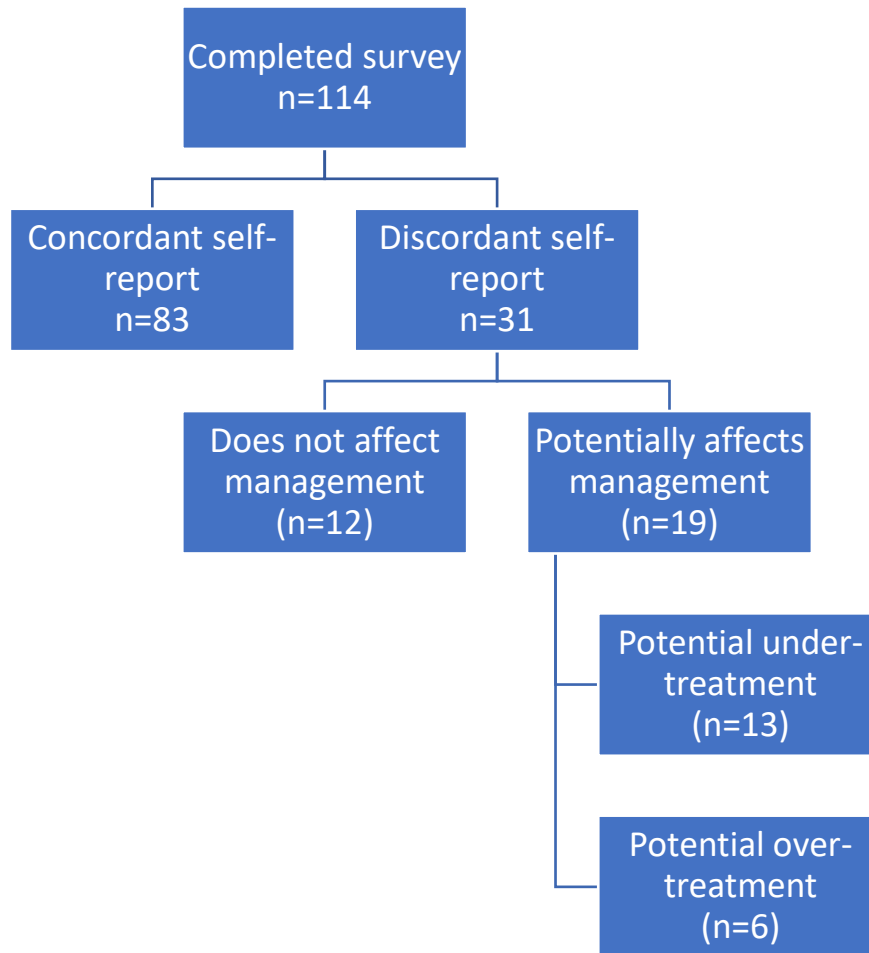 Completed survey
n=114
Concordant self-
report
n=83
Discordant self-
report
n=31
Does not affect
management
(n=12)
Potentially affects
management
(n=19)
Potential under-
treatment
(n=13)
Potential over-
treatment
(n=6)